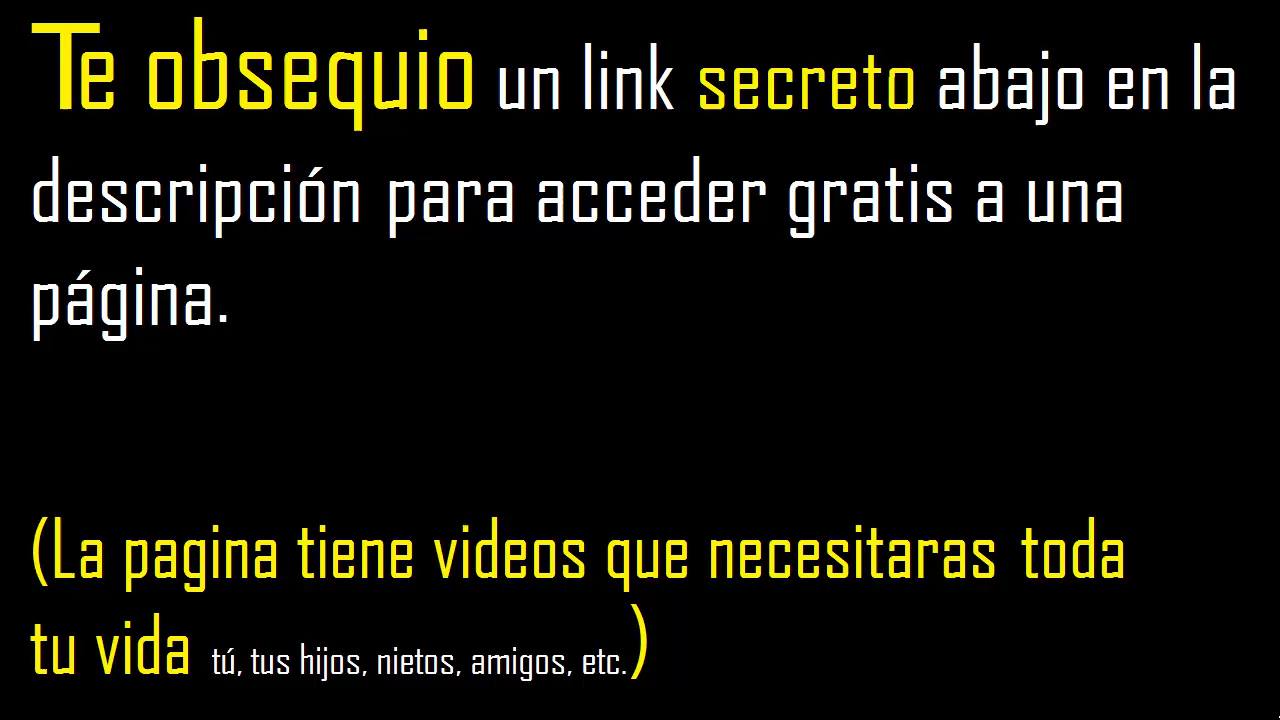 Te obsequio un link secreto abajo en la
descripción para acceder gratis a una
página.
(La pagina tiene videos que necesitaras toda
tu vida tú, tus hijos, nietos, amigos, etc.)